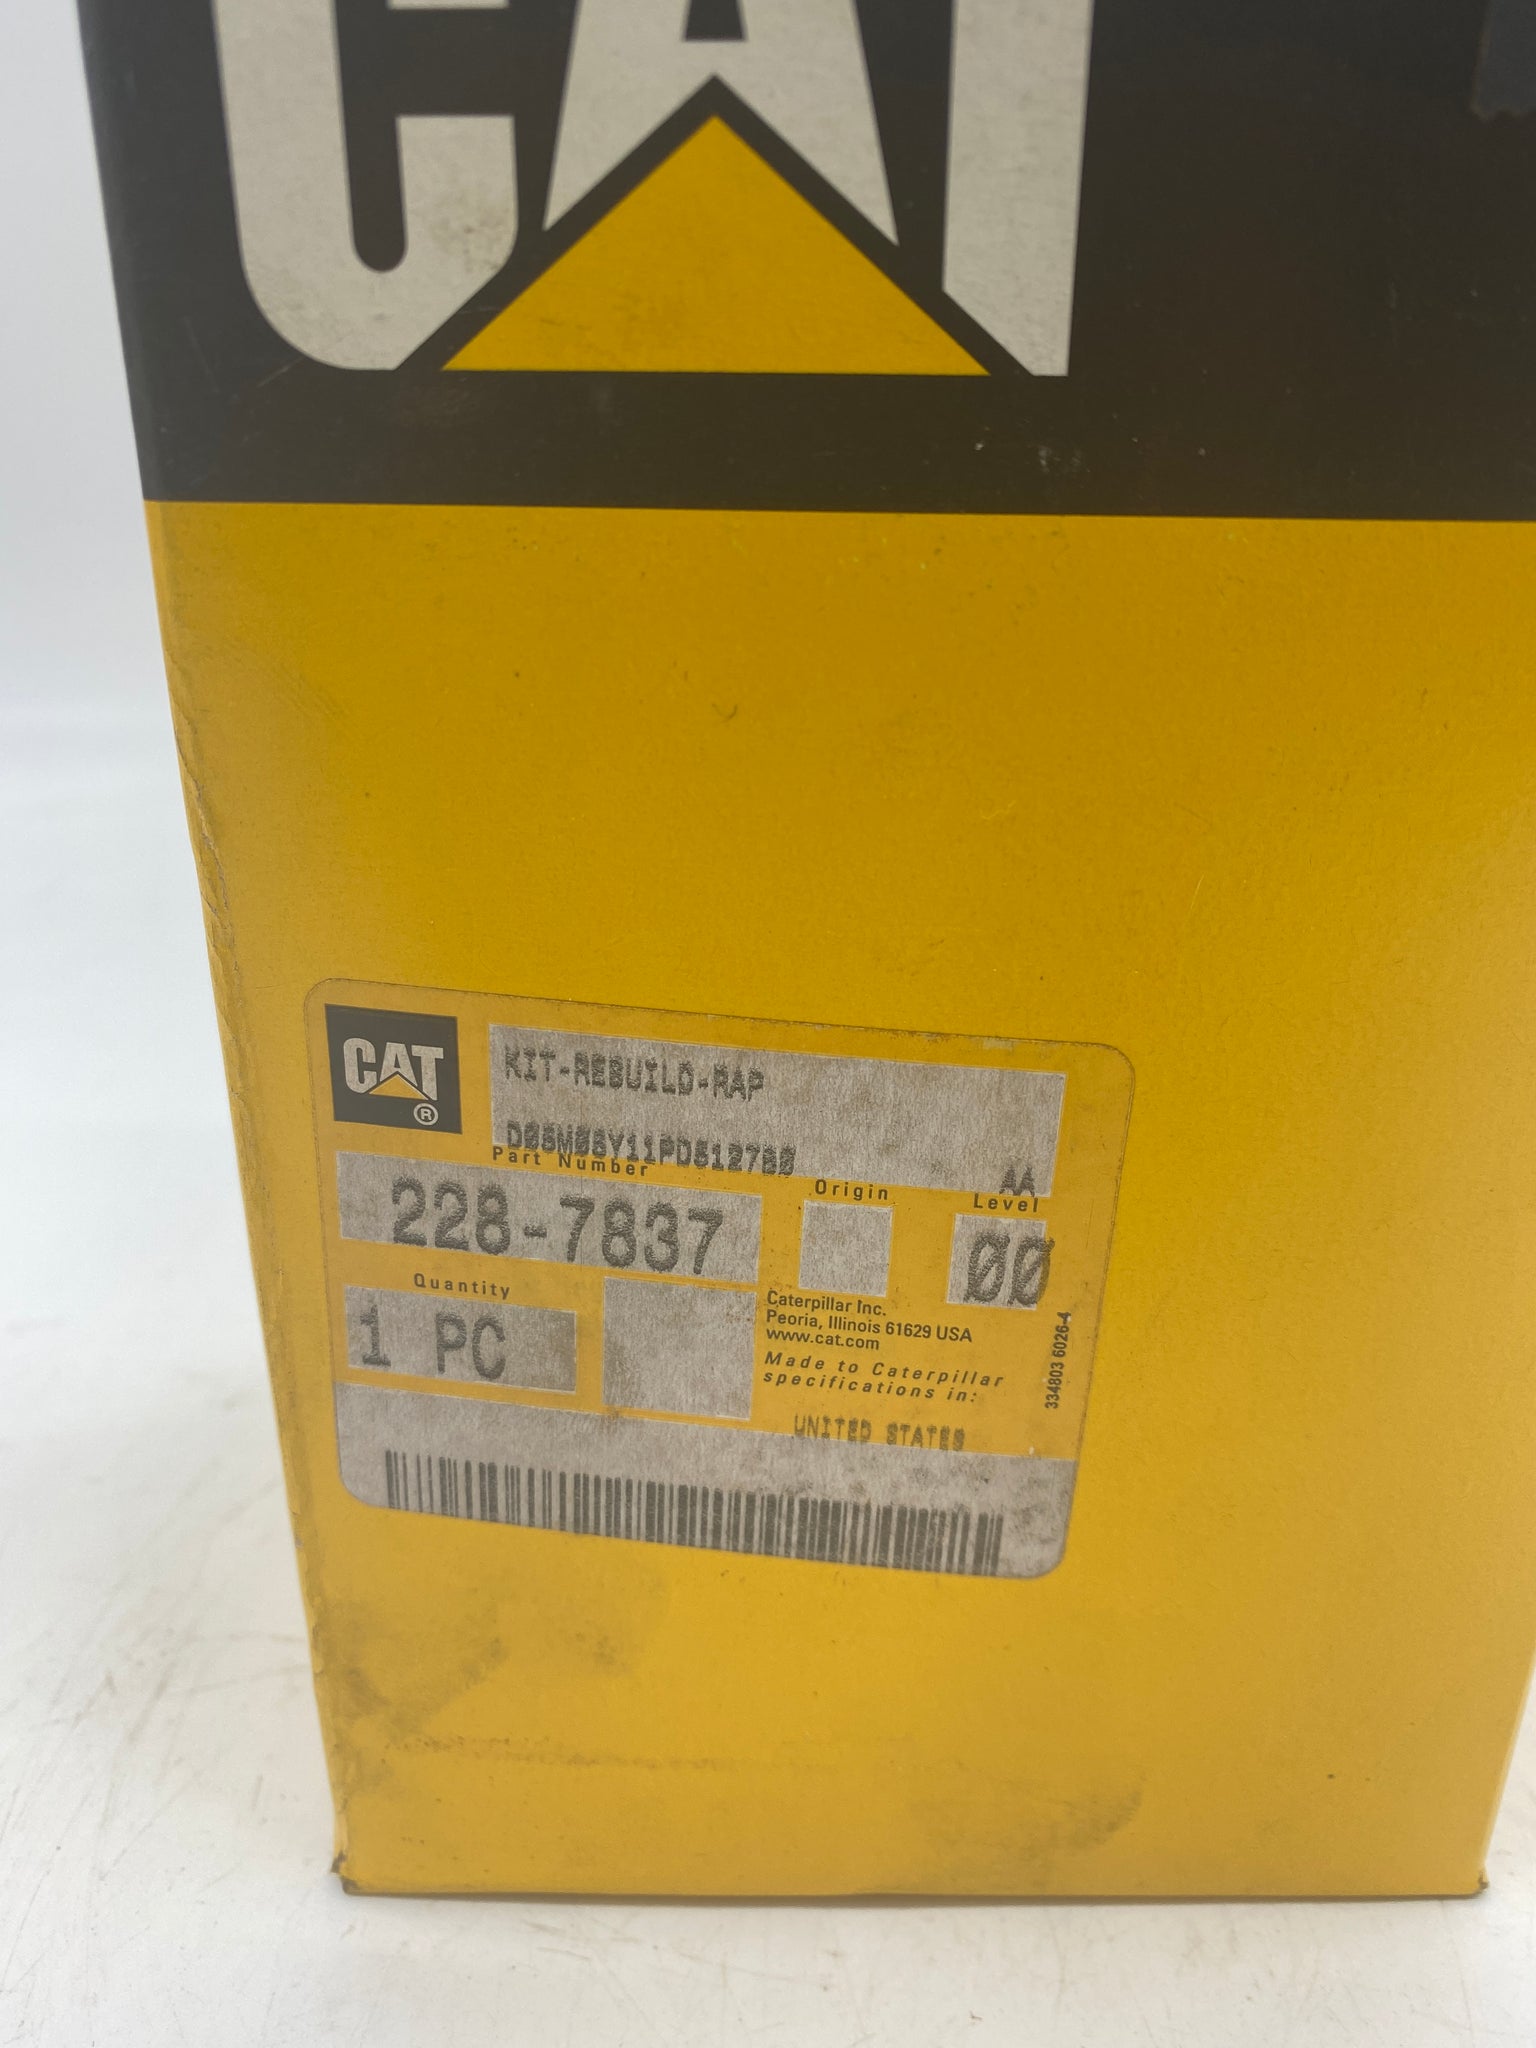 CAT
CAT ®
KIT-REBUILD-RAP
AA
Part Number
Origin
Level
228-7837
00
Quantity
1 PC
Caterpillar Inc.
Peoria, Illinois 61629 USA
www.cat.com
Made to Caterpillar
specifications in:
UNITED STATES
334803 6026-4